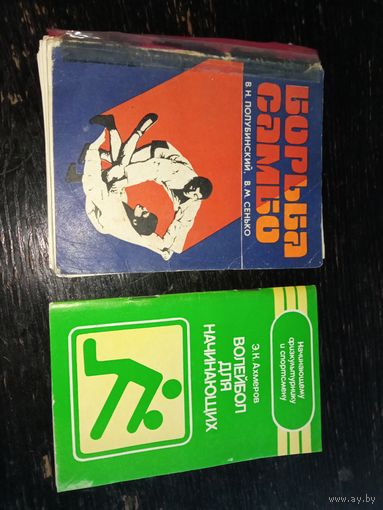 БОРЬБА
САМБО
В. Н. ПОЛУБИНСКИЙ, В. М. СЕНЬКО
Начинающему
физкультурнику
и спортсмену
Э. К. АХМЕРОВ
ВОЛЕЙБОЛ
ДЛЯ
НАЧИНАЮЩИХ
www.ay.by